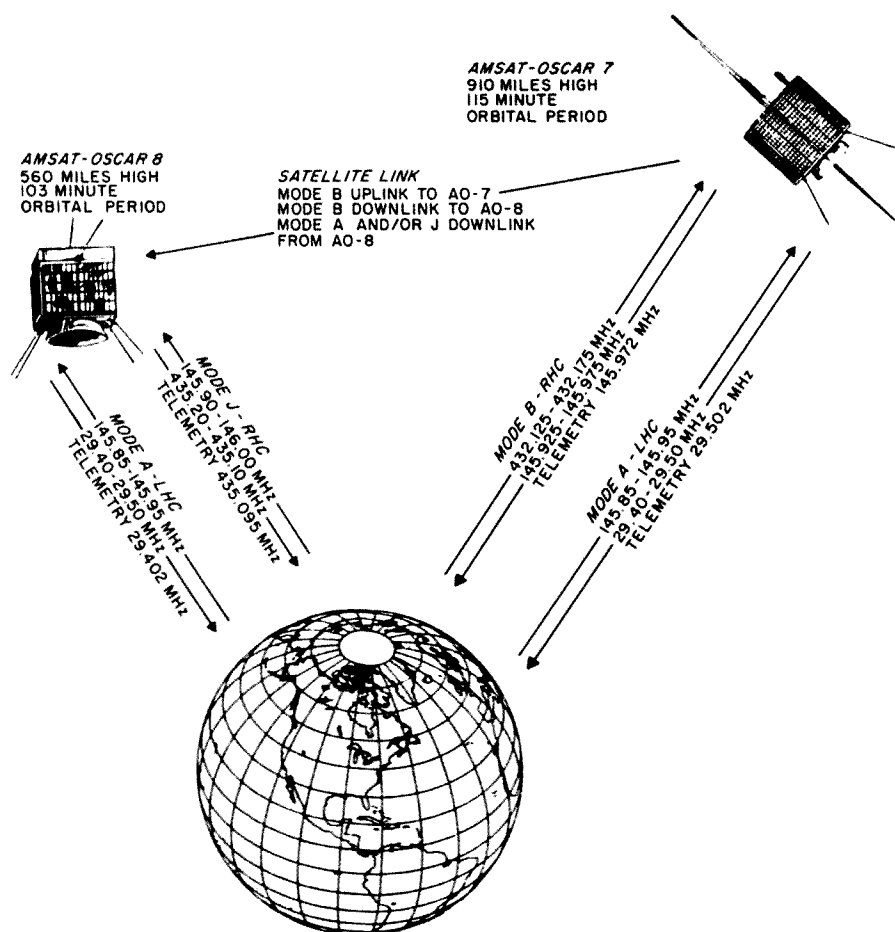 AMSAT-OSCAR 7
910 MILES HIGH
115 MINUTE
ORBITAL PERIOD
AMSAT-OSCAR 8
560 MILES HIGH
103 MINUTE
ORBITAL PERIOD
SATELLITE LINK
MODE B UPLINK TO AO-7
MODE B DOWNLINK TO AO-8
MODE A AND/OR J DOWNLINK
FROM AO-8
MODE J - RHC
145.90-146.00 MHz
435.20-435.10 MHz
TELEMETRY 435.095 MHz
MODE A-LHC
145.85-145.95 MHz
29.40-29.50 MHz
TELEMETRY 29.402 MHz
MODE B - RHC
432.125-432.175 MHz
145.925-145.975 MHz
TELEMETRY 145.972 MHz
MODE A - LHC
145.85-145.95 MHz
29.40-29.50 MHz
TELEMETRY 29.502 MHz